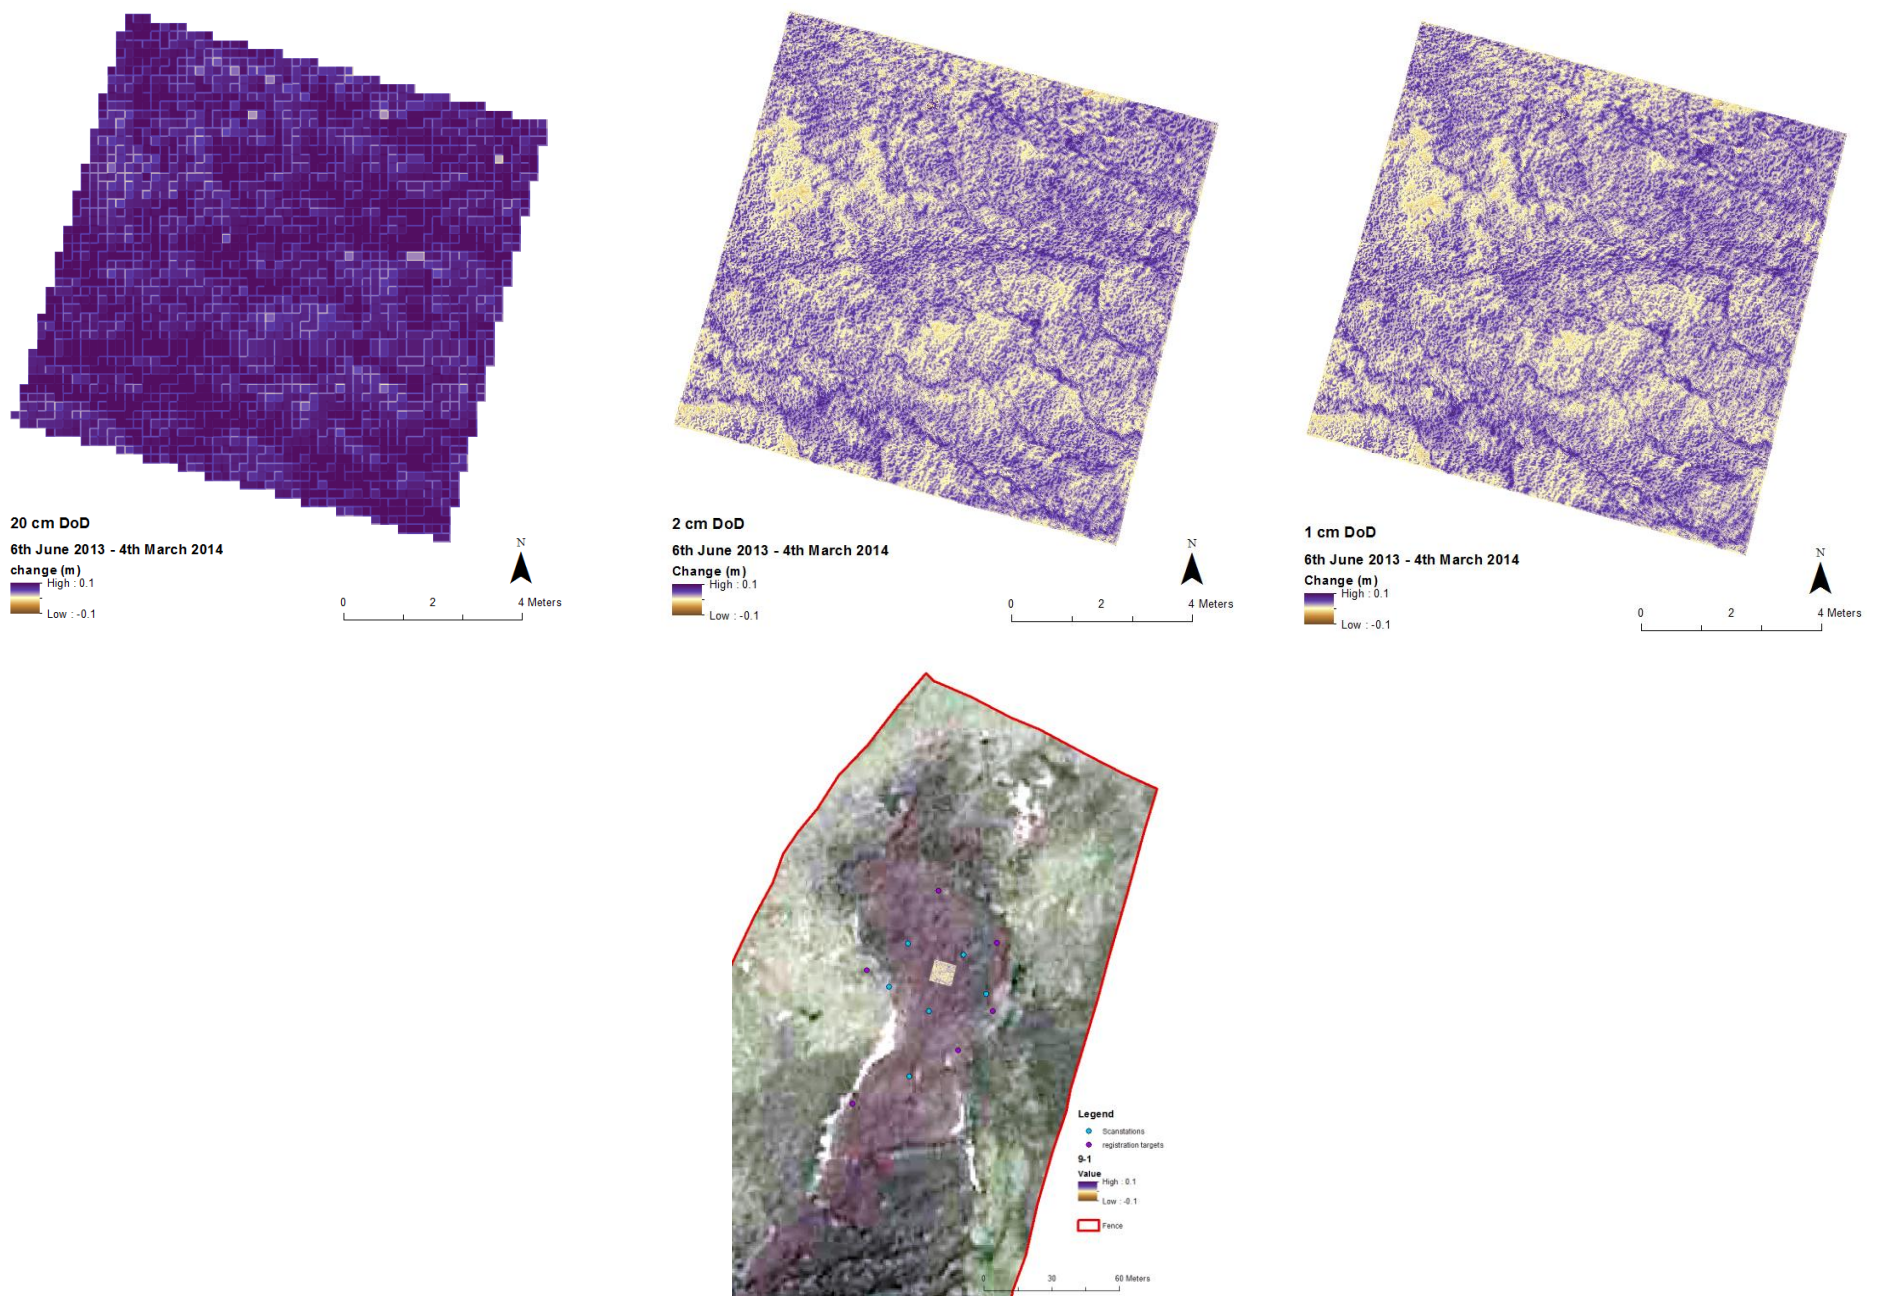 20 cm DoD
6th June 2013 - 4th March 2014
change (m)
High : 0.1
Low : -0.1
N
0 2 4 Meters
2 cm DoD
6th June 2013 - 4th March 2014
Change (m)
High : 0.1
Low : -0.1
N
0 2 4 Meters
1 cm DoD
6th June 2013 - 4th March 2014
Change (m)
High : 0.1
Low : -0.1
N
0 2 4 Meters
Legend
Scanstations
registration targets
9-1
Value
High : 0.1
Low : -0.1
Fence
0 30 60 Meters